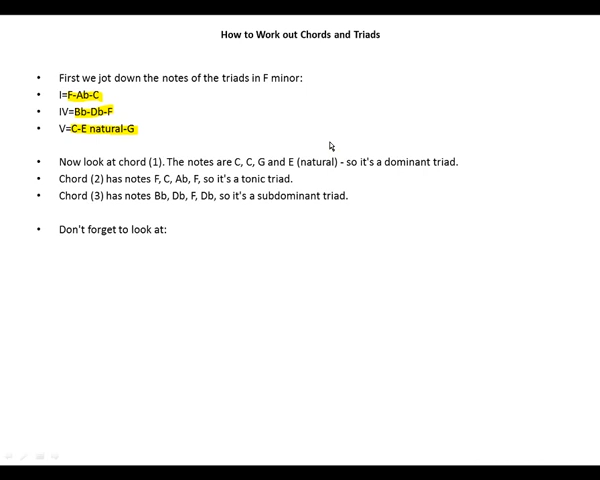 How to Work out Chords and Triads
• First we jot down the notes of the triads in F minor:
• I=F-Ab-C
• IV=Bb-Db-F
• V=C-E natural-G
• Now look at chord (1). The notes are C, C, G and E (natural) - so it's a dominant triad.
• Chord (2) has notes F, C, Ab, F, so it's a tonic triad.
• Chord (3) has notes Bb, Db, F, Db, so it's a subdominant triad.
• Don't forget to look at: